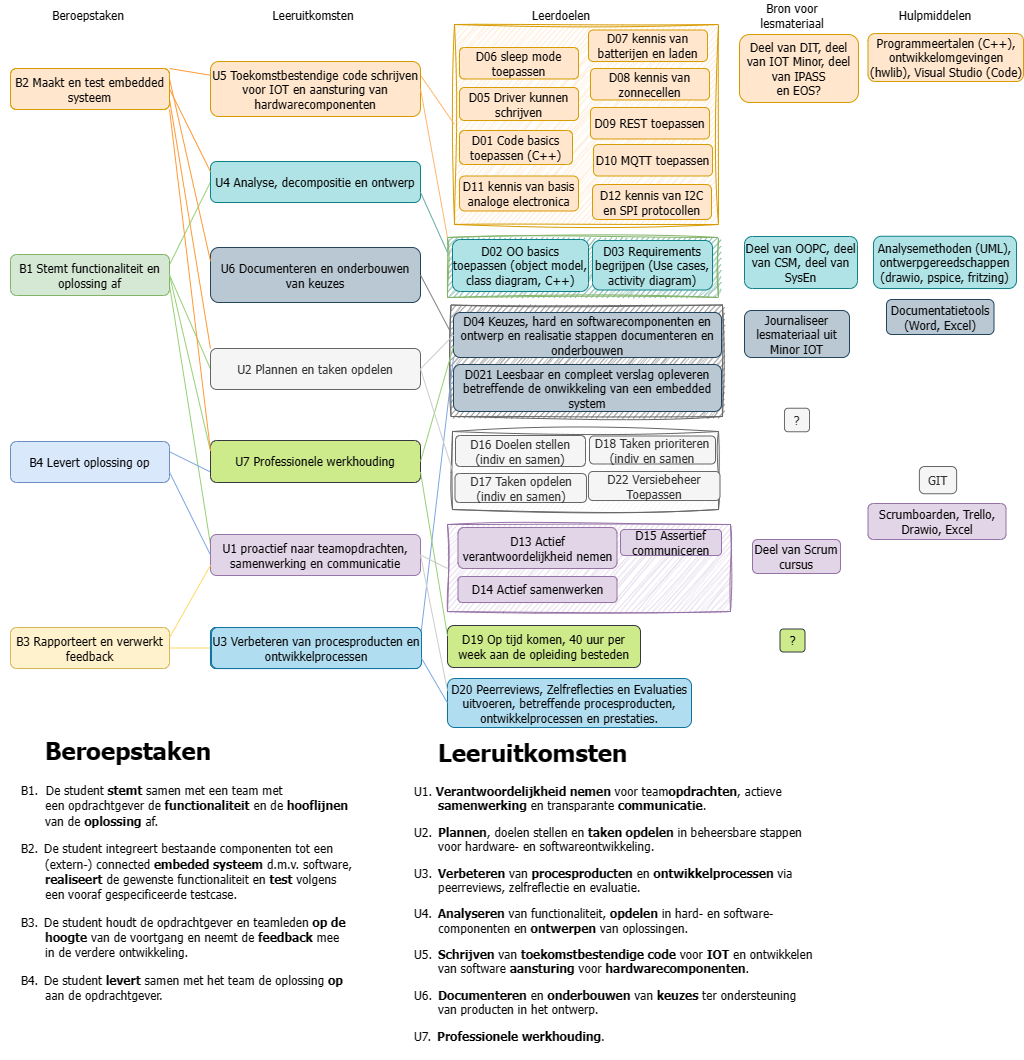 Beroepstaken
Leeruitkomsten
Leerdoelen
Bron voor
lesmateriaal
Hulpmiddelen
B2 Maakt en test embedded
systeem
B1 Stemt functionaliteit en
oplossing af
B4 Levert oplossing op
B3 Rapporteert en verwerkt
feedback
U5 Toekomstbestendige code schrijven
voor IOT en aansturing van
hardwarecomponenten
U4 Analyse, decompositie en ontwerp
U6 Documenteren en onderbouwen
van keuzes
U2 Plannen en taken opdelen
U7 Professionele werkhouding
U1 proactief naar teamopdrachten,
samenwerking en communicatie
U3 Verbeteren van procesproducten en
ontwikkelprocessen
D06 sleep mode
toepassen
D05 Driver kunnen
schrijven
D01 Code basics
toepassen (C++)
D11 kennis van basis
analoge electronica
D07 kennis van
batterijen en laden
D08 kennis van
zonnecellen
D09 REST toepassen
D10 MQTT toepassen
D12 kennis van I2C
en SPI protocollen
D02 OO basics
toepassen (object model,
class diagram, C++)
D03 Requirements
begrijpen (Use cases,
activity diagram)
D04 Keuzes, hard en softwarecomponenten en
ontwerp en realisatie stappen documenteren en
onderbouwen
D021 Leesbaar en compleet verslag opleveren
betreffende de onwikkeling van een embedded
system
D16 Doelen stellen
(indiv en samen)
D18 Taken prioriteren
(indiv en samen
D17 Taken opdelen
(indiv en samen)
D22 Versiebeheer
Toepassen
D13 Actief
verantwoordelijkheid nemen
D15 Assertief
communiceren
D14 Actief samenwerken
D19 Op tijd komen, 40 uur per
week aan de opleiding besteden
D20 Peerreviews, Zelfreflecties en Evaluaties
uitvoeren, betreffende procesproducten,
ontwikkelprocessen en prestaties.
Deel van DIT, deel
van IOT Minor, deel
van IPASS
en EOS?
Deel van OOPC, deel
van CSM, deel van
SysEn
Journaliseer
lesmateriaal uit
Minor IOT
?
Deel van Scrum
cursus
?
Programmeertalen (C++),
ontwikkelomgevingen
(hwlib), Visual Studio (Code)
Analysemethoden (UML),
ontwerpgereedschappen
(drawio, pspice, fritzing)
Documentatietools
(Word, Excel)
GIT
Scrumboarden, Trello,
Drawio, Excel
Beroepstaken
B1. De student stemt samen met een team met
een opdrachtgever de functionaliteit en de hooflijnen
van de oplossing af.
B2. De student integreert bestaande componenten tot een
(extern-) connected embeded systeem d.m.v. software,
realiseert de gewenste functionaliteit en test volgens
een vooraf gespecificeerde testcase.
B3. De student houdt de opdrachtgever en teamleden op de
hoogte van de voortgang en neemt de feedback mee
in de verdere ontwikkeling.
B4. De student levert samen met het team de oplossing op
aan de opdrachtgever.
Leeruitkomsten
U1. Verantwoordelijkheid nemen voor teamopdrachten, actieve
samenwerking en transparante communicatie.
U2. Plannen, doelen stellen en taken opdelen in beheersbare stappen
voor hardware- en softwareontwikkeling.
U3. Verbeteren van procesproducten en ontwikkelprocessen via
peerreviews, zelfreflectie en evaluatie.
U4. Analyseren van functionaliteit, opdelen in hard- en software-
componenten en ontwerpen van oplossingen.
U5. Schrijven van toekomstbestendige code voor IOT en ontwikkelen
van software aansturing voor hardwarecomponenten.
U6. Documenteren en onderbouwen van keuzes ter ondersteuning
van producten in het ontwerp.
U7. Professionele werkhouding.